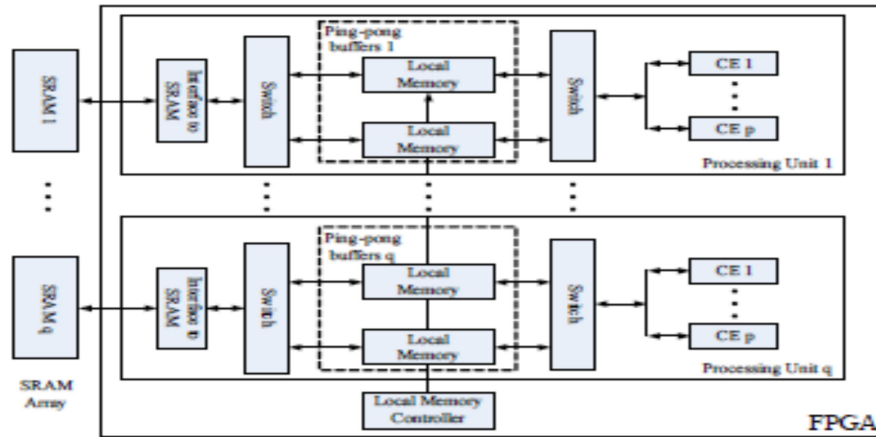 Ping-pong
buffers 1
SRAM 1
Interface to
SRAM
Switch
Local
Memory
Local
Memory
Switch
CE 1
CE p
Processing Unit 1
Ping-pong
buffers q
SRAM q
Interface to
SRAM
Switch
Local
Memory
Local
Memory
Switch
CE 1
CE p
Processing Unit q
SRAM
Array
Local Memory
Controller
FPGA